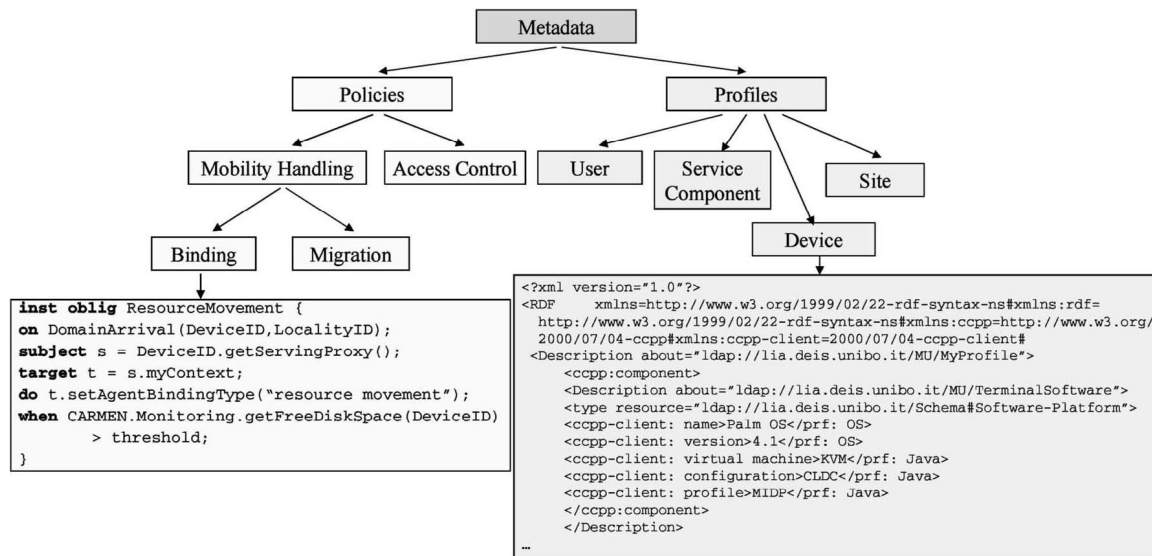 Metadata
Policies
Profiles
Mobility Handling
Access Control
User
Service
Component
Site
Binding
Migration
Device
inst oblig ResourceMovement {
on DomainArrival(DeviceID,LocalityID);
subject s = DeviceID.getServingProxy();
target t = s.myContext;
do t.setAgentBindingType(“resource movement”);
when CARMEN.Monitoring.getFreeDiskSpace(DeviceID)
> threshold;
}
<?xml version=”1.0”?>
<RDF xmlns=http://www.w3.org/1999/02/22-rdf-syntax-ns#xmlns:rdf=
http://www.w3.org/1999/02/22-rdf-syntax-ns#xmlns:ccpp=http://www.w3.org/
2000/07/04-ccpp#xmlns:ccpp-client=2000/07/04-ccpp-client#
<Description about=”ldap://lia.deis.unibo.it/MU/MyProfile”>
<ccpp:component>
<Description about=”ldap://lia.deis.unibo.it/MU/TerminalSoftware”>
<type resource=”ldap://lia.deis.unibo.it/Schema#Software-Platform”>
<ccpp-client: name>Palm OS</prf: OS>
<ccpp-client: version>4.1</prf: OS>
<ccpp-client: virtual machine>KVM</prf: Java>
<ccpp-client: configuration>CLDC</prf: Java>
<ccpp-client: profile>MIDP</prf: Java>
</ccpp:component>
</Description>
…